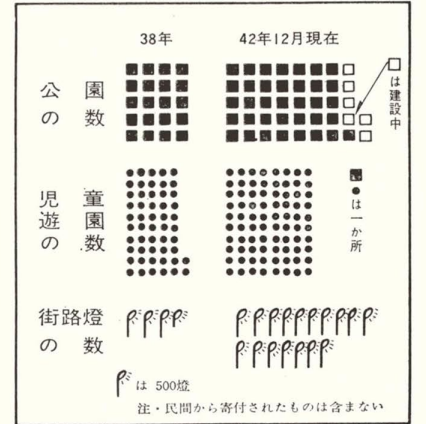 38年
42年12月現在
公園の数
□は建設中
児童遊園の数
■●は一か所
街路燈の数
は 500燈
注・民間から寄付されたものは含まない